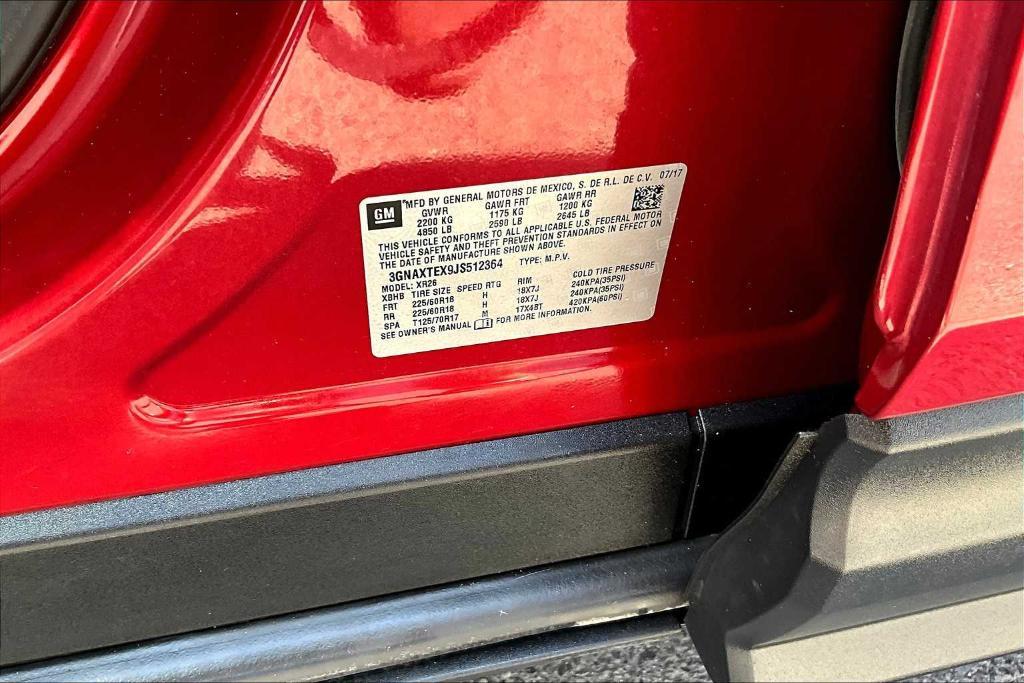 GM
MFD BY GENERAL MOTORS DE MEXICO, S. DE R.L. DE C.V. 07/17
GVWR GAWR FRT GAWR RR
2200 KG 1175 KG 1200 KG
4850 LB 2590 LB 2645 LB
THIS VEHICLE CONFORMS TO ALL APPLICABLE U.S. FEDERAL MOTOR
VEHICLE SAFETY AND THEFT PREVENTION STANDARDS IN EFFECT ON
THE DATE OF MANUFACTURE SHOWN ABOVE.
3GNAXTEX9JS512364 TYPE: M.P.V.
MODEL: XR26
XBHB TIRE SIZE SPEED RTG RIM COLD TIRE PRESSURE
FRT 225/60R18 H 18X7J 240KPA(35PSI)
RR 225/60R18 H 18X7J 240KPA(35PSI)
SPA T125/70R17 M 17X4BT 420KPA(60PSI)
SEE OWNER'S MANUAL FOR MORE INFORMATION.